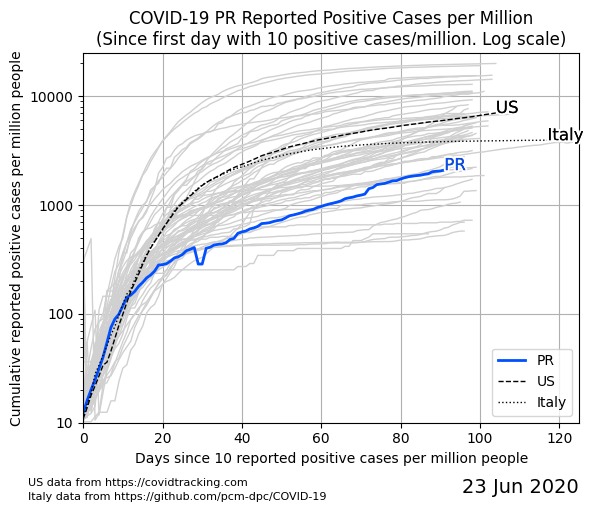 COVID-19 PR Reported Positive Cases per Million
(Since first day with 10 positive cases/million. Log scale)
Cumulative reported positive cases per million people
10000
1000
100
10
US
Italy
PR
PR
US
Italy
0 20 40 60 80 100 120
Days since 10 reported positive cases per million people
US data from https://covidtracking.com
Italy data from https://github.com/pcm-dpc/COVID-19
23 Jun 2020